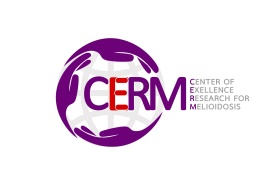 CERM
CENTER OF
EXELLENCE
RESEARCH FOR
MELIOIDOSIS